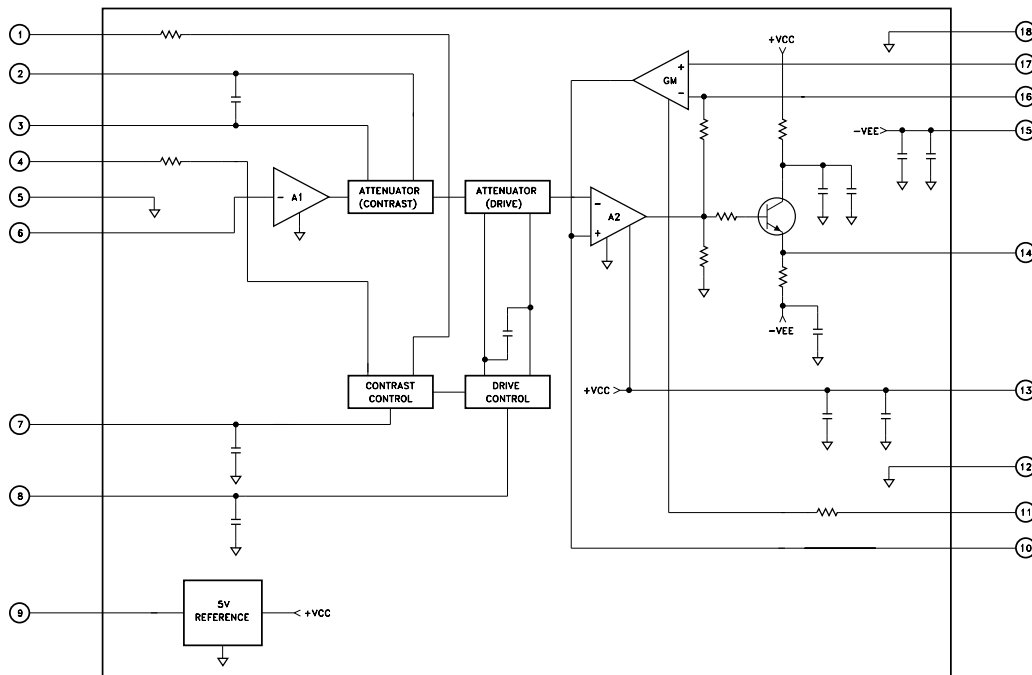 1
2
3
4
5
6
7
8
9
A1
−
ATTENUATOR
(CONTRAST)
ATTENUATOR
(DRIVE)
CONTRAST
CONTROL
DRIVE
CONTROL
5V
REFERENCE
+VCC
GM
+
−
A2
−
+
+VCC
−VEE
+VCC
−VEE
18
17
16
15
14
13
12
11
10